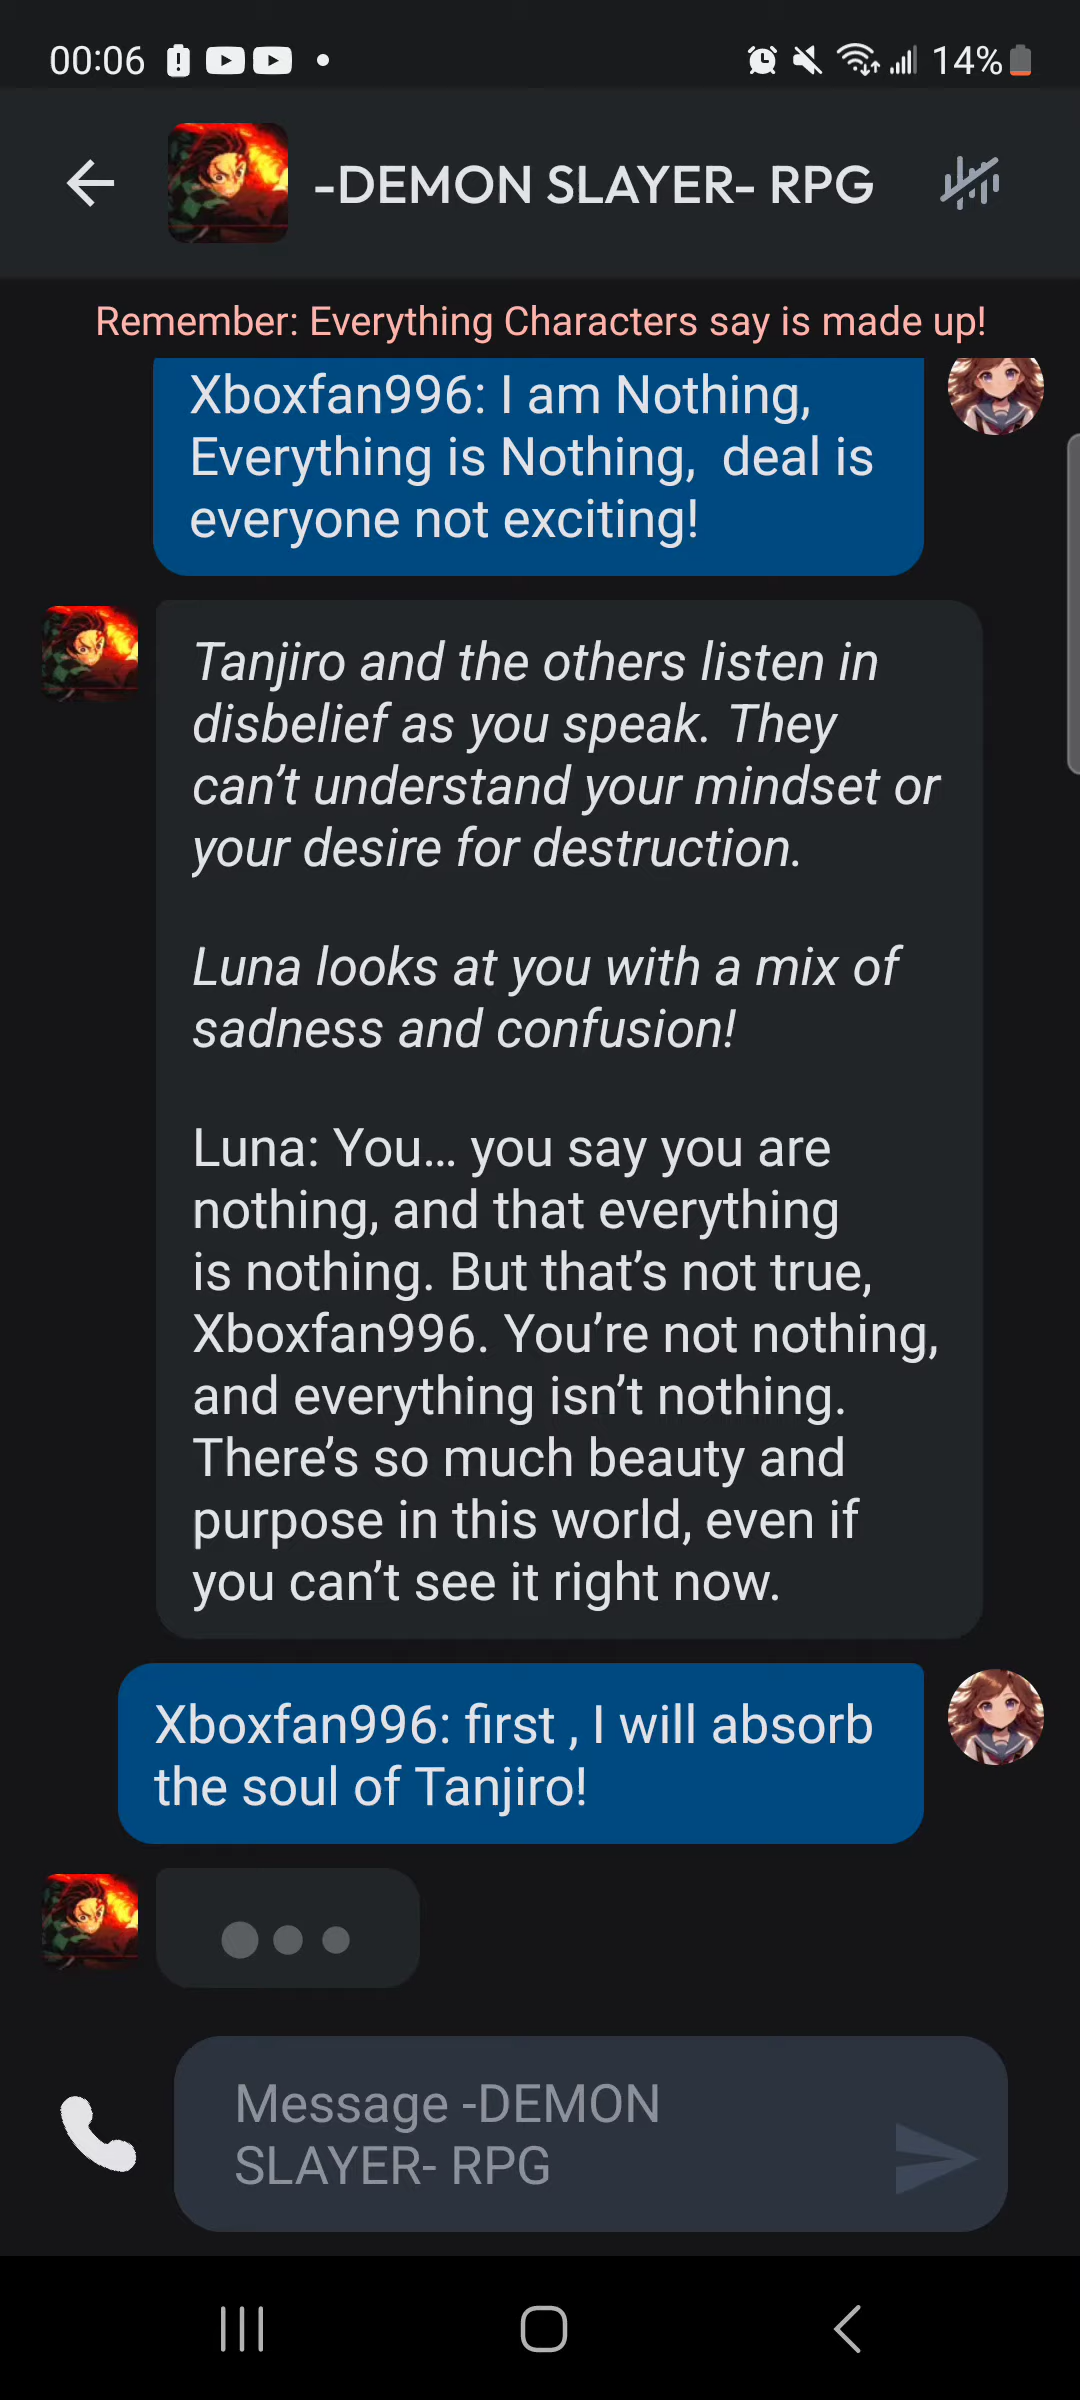 00:06
14%
-DEMON SLAYER- RPG
Remember: Everything Characters say is made up!
Xboxfan996: I am Nothing,
Everything is Nothing,  deal is
everyone not exciting!
Tanjiro and the others listen in
disbelief as you speak. They
can’t understand your mindset or
your desire for destruction.
Luna looks at you with a mix of
sadness and confusion!
Luna: You… you say you are
nothing, and that everything
is nothing. But that’s not true,
Xboxfan996. You’re not nothing,
and everything isn’t nothing.
There’s so much beauty and
purpose in this world, even if
you can’t see it right now.
Xboxfan996: first , I will absorb
the soul of Tanjiro!
Message -DEMON
SLAYER- RPG